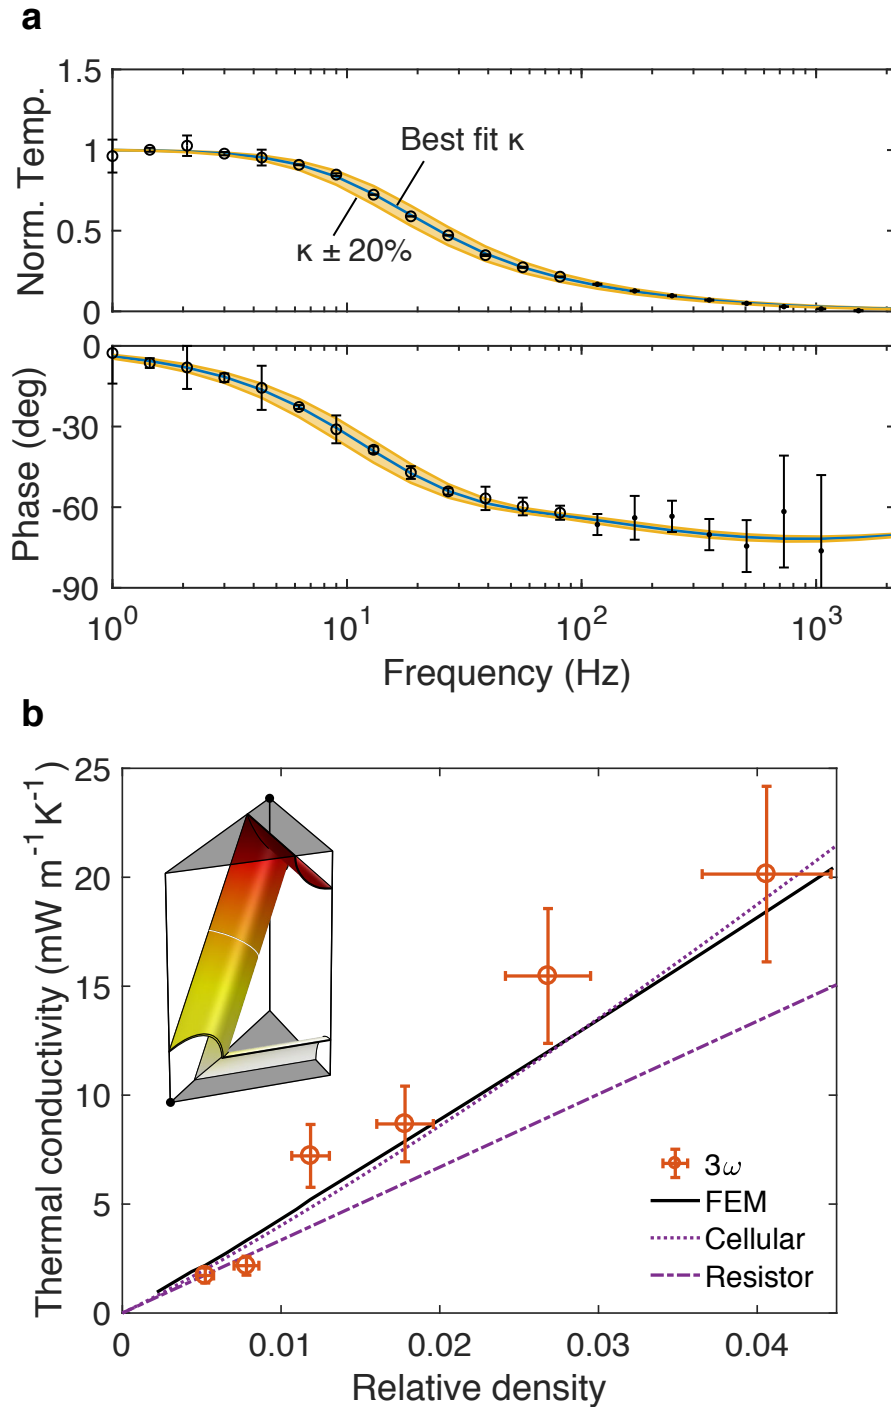 a
1.5
1
0.5
0
Norm. Temp.
Best fit κ
κ ± 20%
0
-30
-60
-90
Phase (deg)
10^0 10^1 10^2 10^3
Frequency (Hz)
b
25
20
15
10
5
0
Thermal conductivity (mW m^-1 K^-1)
3ω
FEM
Cellular
Resistor
0 0.01 0.02 0.03 0.04
Relative density